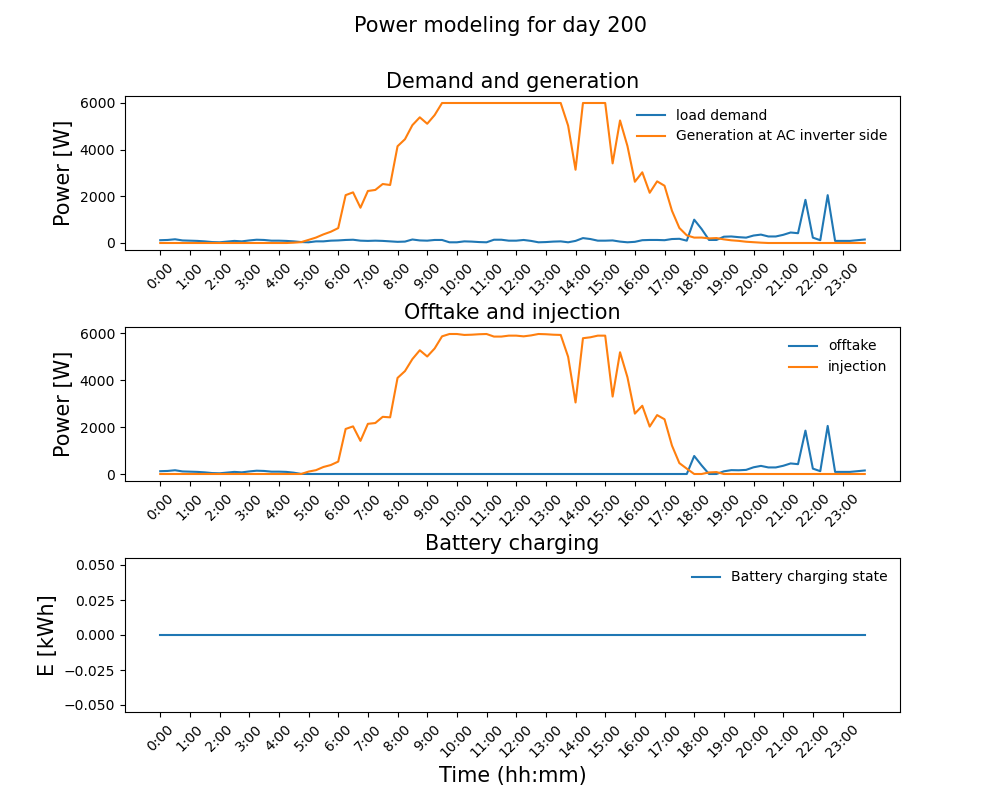 Power modeling for day 200
Demand and generation
Power [W]
6000
4000
2000
0
load demand
Generation at AC inverter side
0:00 1:00 2:00 3:00 4:00 5:00 6:00 7:00 8:00 9:00 10:00 11:00 12:00 13:00 14:00 15:00 16:00 17:00 18:00 19:00 20:00 21:00 22:00 23:00
Offtake and injection
Power [W]
6000
4000
2000
0
offtake
injection
0:00 1:00 2:00 3:00 4:00 5:00 6:00 7:00 8:00 9:00 10:00 11:00 12:00 13:00 14:00 15:00 16:00 17:00 18:00 19:00 20:00 21:00 22:00 23:00
Battery charging
E [kWh]
0.050
0.025
0.000
−0.025
−0.050
Battery charging state
0:00 1:00 2:00 3:00 4:00 5:00 6:00 7:00 8:00 9:00 10:00 11:00 12:00 13:00 14:00 15:00 16:00 17:00 18:00 19:00 20:00 21:00 22:00 23:00
Time (hh:mm)